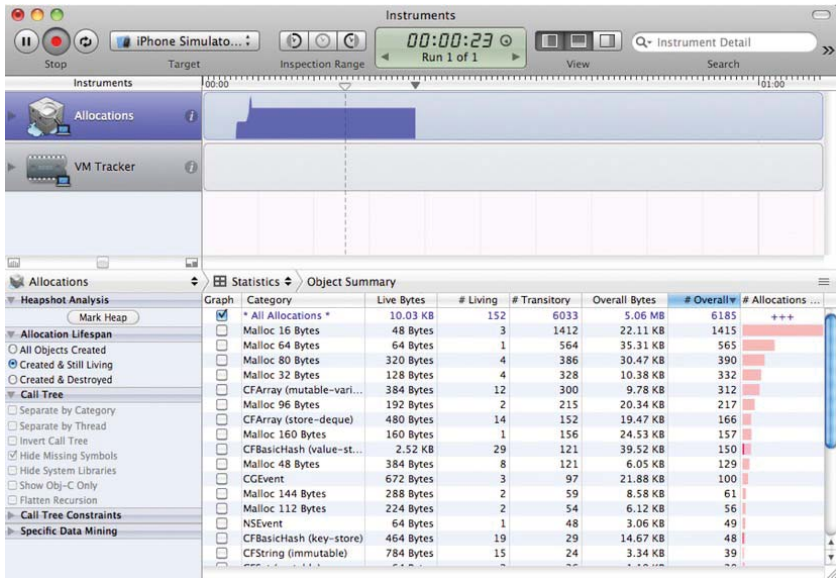 Instruments
iPhone Simulato...
00:00:23
Run 1 of 1
Instrument Detail
Stop
Target
Inspection Range
View
Search
Instruments
00:00
01:00
Allocations
VM Tracker
Allocations
Statistics
Object Summary
Heapshot Analysis
Mark Heap
Allocation Lifespan
All Objects Created
Created & Still Living
Created & Destroyed
Call Tree
Separate by Category
Separate by Thread
Invert Call Tree
Hide Missing Symbols
Hide System Libraries
Show Obj-C Only
Flatten Recursion
Call Tree Constraints
Specific Data Mining
Graph Category Live Bytes # Living # Transitory Overall Bytes # Overall # Allocations ...
* All Allocations * 10.03 KB 152 6033 5.06 MB 6185 +++
Malloc 16 Bytes 48 Bytes 3 1412 22.11 KB 1415
Malloc 64 Bytes 64 Bytes 1 564 35.31 KB 565
Malloc 80 Bytes 320 Bytes 4 386 30.47 KB 390
Malloc 32 Bytes 128 Bytes 4 328 10.38 KB 332
CFArray (mutable-vari... 384 Bytes 12 300 9.78 KB 312
Malloc 96 Bytes 192 Bytes 2 215 20.34 KB 217
CFArray (store-deque) 480 Bytes 14 152 19.47 KB 166
Malloc 160 Bytes 160 Bytes 1 156 24.53 KB 157
CFBasicHash (value-st... 2.52 KB 29 121 39.52 KB 150
Malloc 48 Bytes 384 Bytes 8 121 6.05 KB 129
CGEvent 672 Bytes 3 97 21.88 KB 100
Malloc 144 Bytes 288 Bytes 2 59 8.58 KB 61
Malloc 112 Bytes 224 Bytes 2 54 6.12 KB 56
NSEvent 64 Bytes 1 48 3.06 KB 49
CFBasicHash (key-store) 464 Bytes 19 29 14.67 KB 48
CFString (immutable) 784 Bytes 15 24 3.34 KB 39